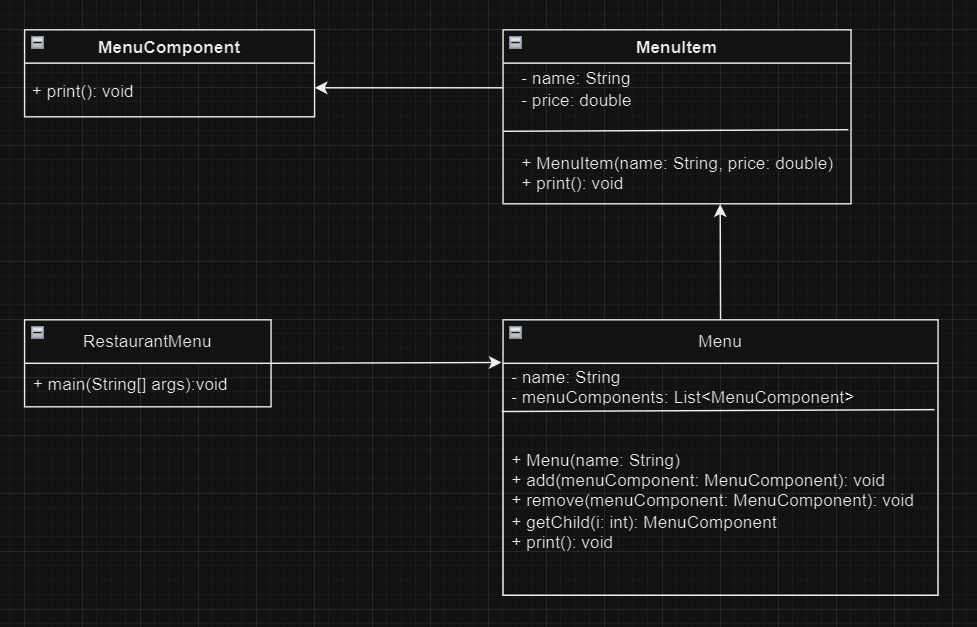 MenuComponent
+ print(): void
MenuItem
- name: String
- price: double
+ MenuItem(name: String, price: double)
+ print(): void
RestaurantMenu
+ main(String[] args):void
Menu
- name: String
- menuComponents: List<MenuComponent>
+ Menu(name: String)
+ add(menuComponent: MenuComponent): void
+ remove(menuComponent: MenuComponent): void
+ getChild(i: int): MenuComponent
+ print(): void